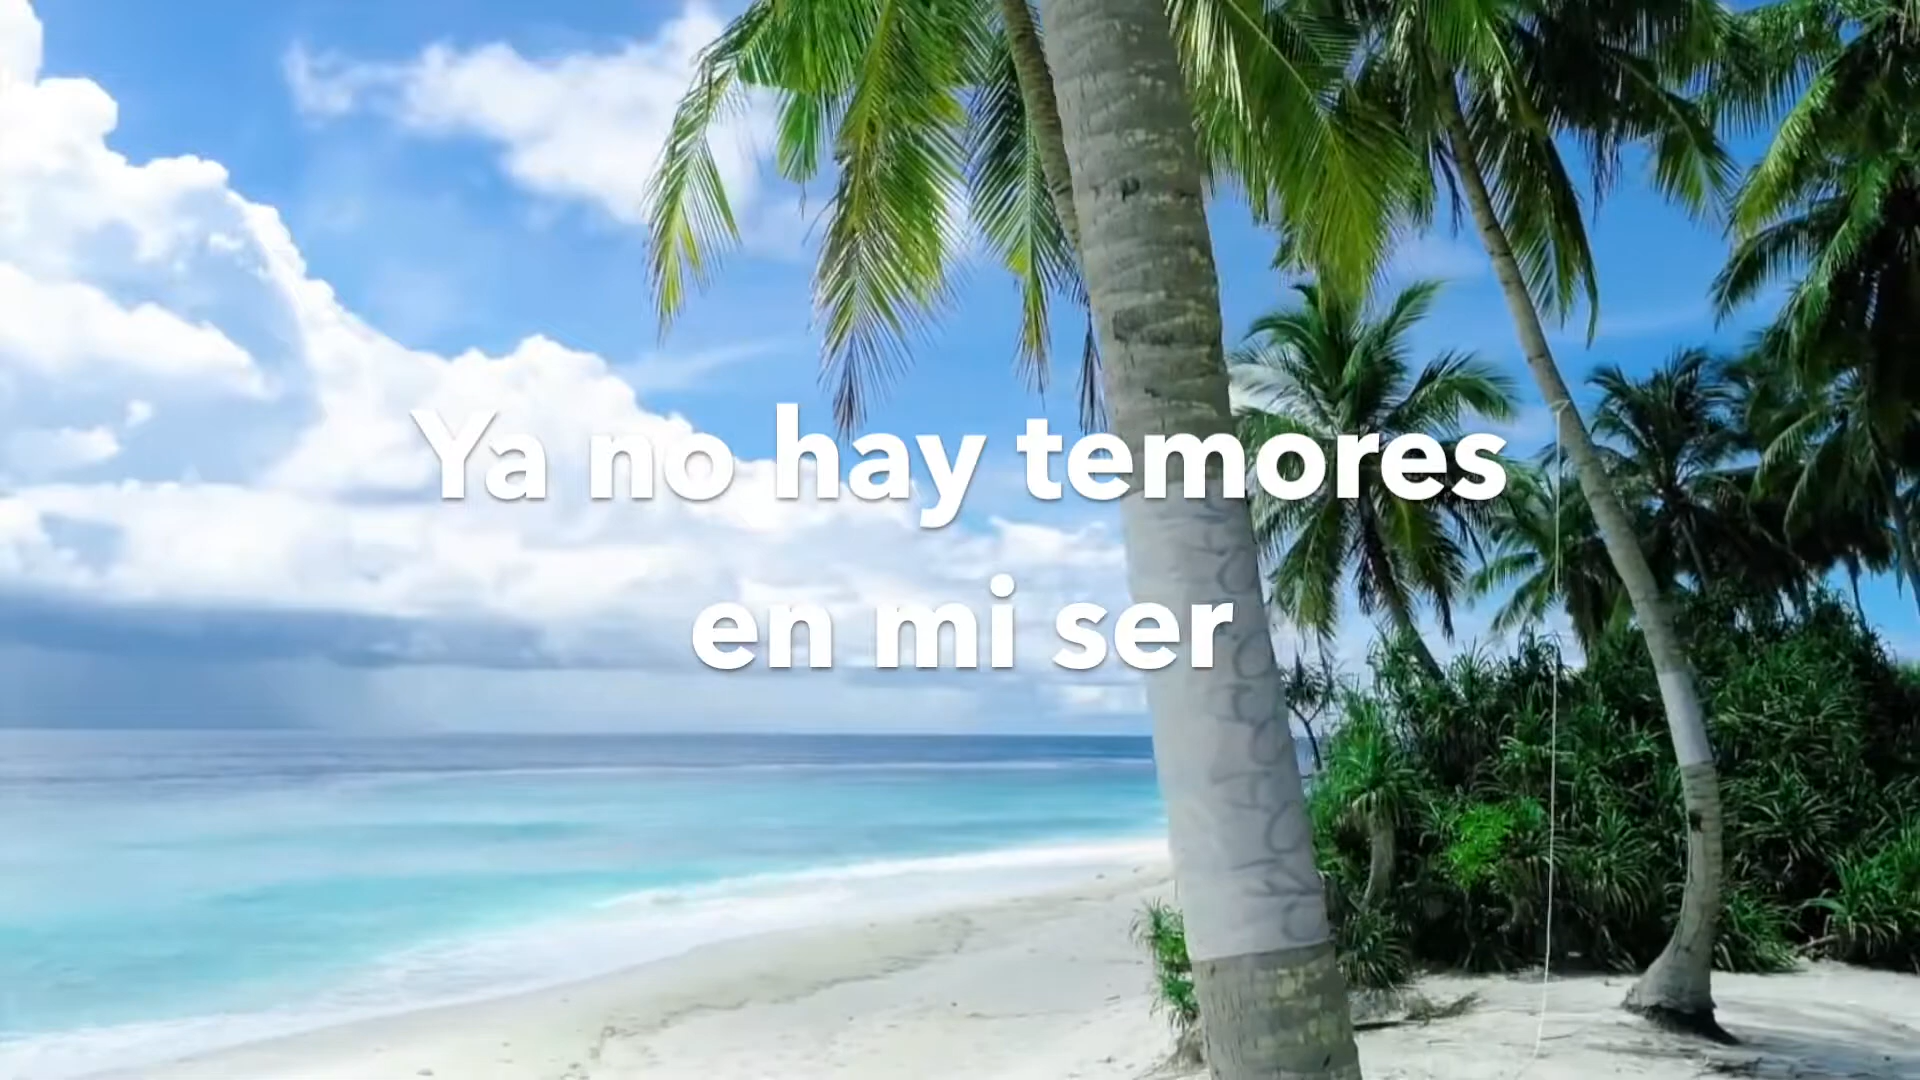 Ya no hay temores
en mi ser